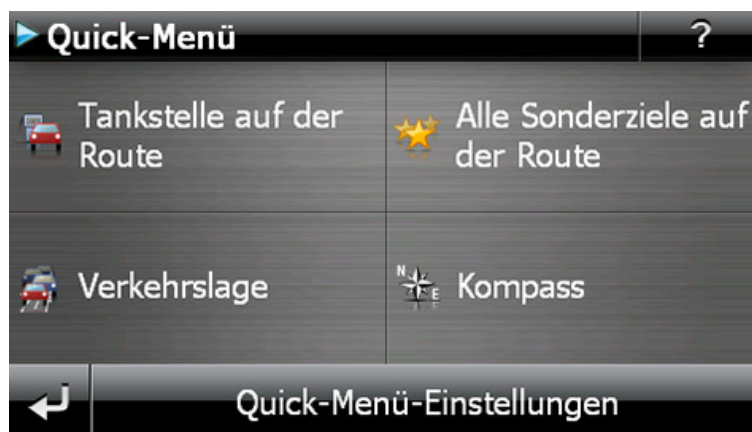 Quick-Menü
?
Tankstelle auf der
Route
Alle Sonderziele auf
der Route
Verkehrslage
N
E
Kompass
Quick-Menü-Einstellungen